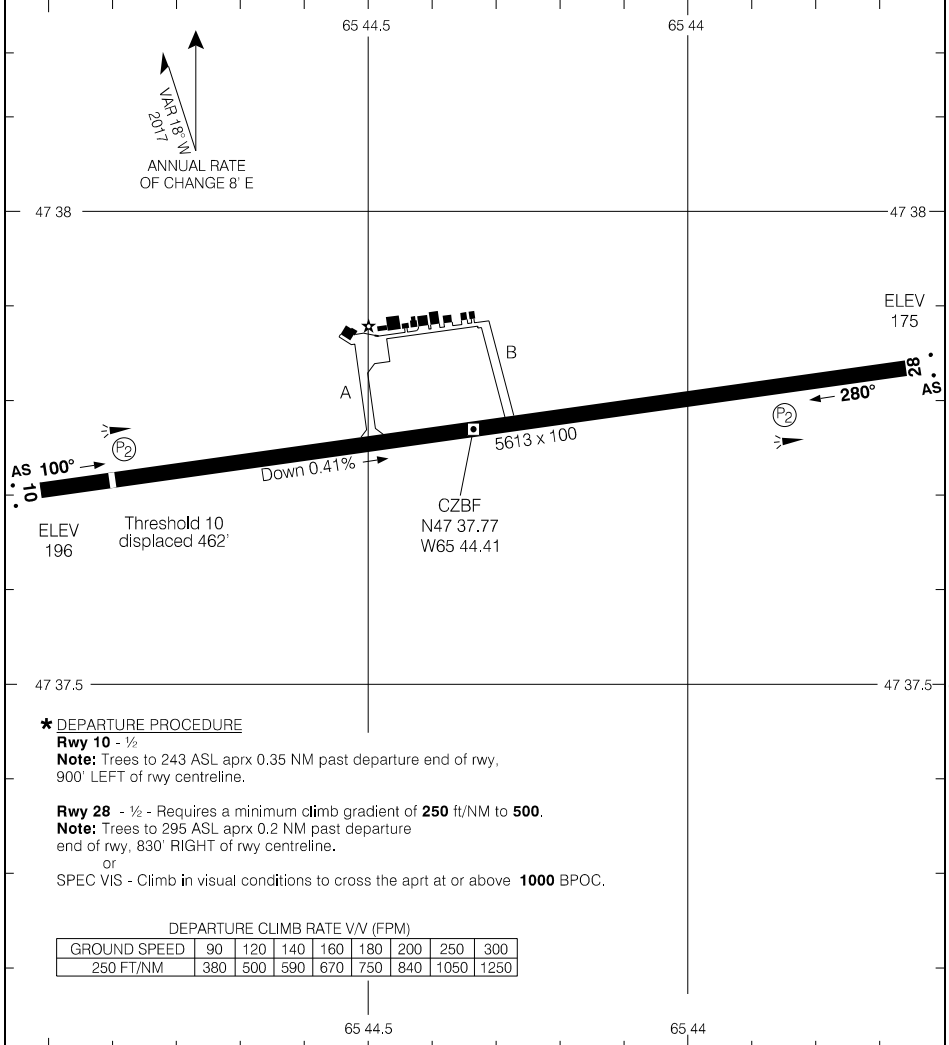 65 44.5
65 44
VAR 18° W
2017
ANNUAL RATE
OF CHANGE 8' E
47 38
47 38
ELEV
175
B
A
28
AS
280°
P2
P2
5613 x 100
Down 0.41%
AS 100°
10
CZBF
N47 37.77
W65 44.41
ELEV
196
Threshold 10
displaced 462'
47 37.5
47 37.5
* DEPARTURE PROCEDURE
Rwy 10 - ½
Note: Trees to 243 ASL aprx 0.35 NM past departure end of rwy,
900' LEFT of rwy centreline.
Rwy 28 - ½ - Requires a minimum climb gradient of 250 ft/NM to 500.
Note: Trees to 295 ASL aprx 0.2 NM past departure
end of rwy, 830' RIGHT of rwy centreline.
or
SPEC VIS - Climb in visual conditions to cross the aprt at or above 1000 BPOC.
DEPARTURE CLIMB RATE V/V (FPM)
GROUND SPEED 90 120 140 160 180 200 250 300
250 FT/NM 380 500 590 670 750 840 1050 1250
65 44.5
65 44